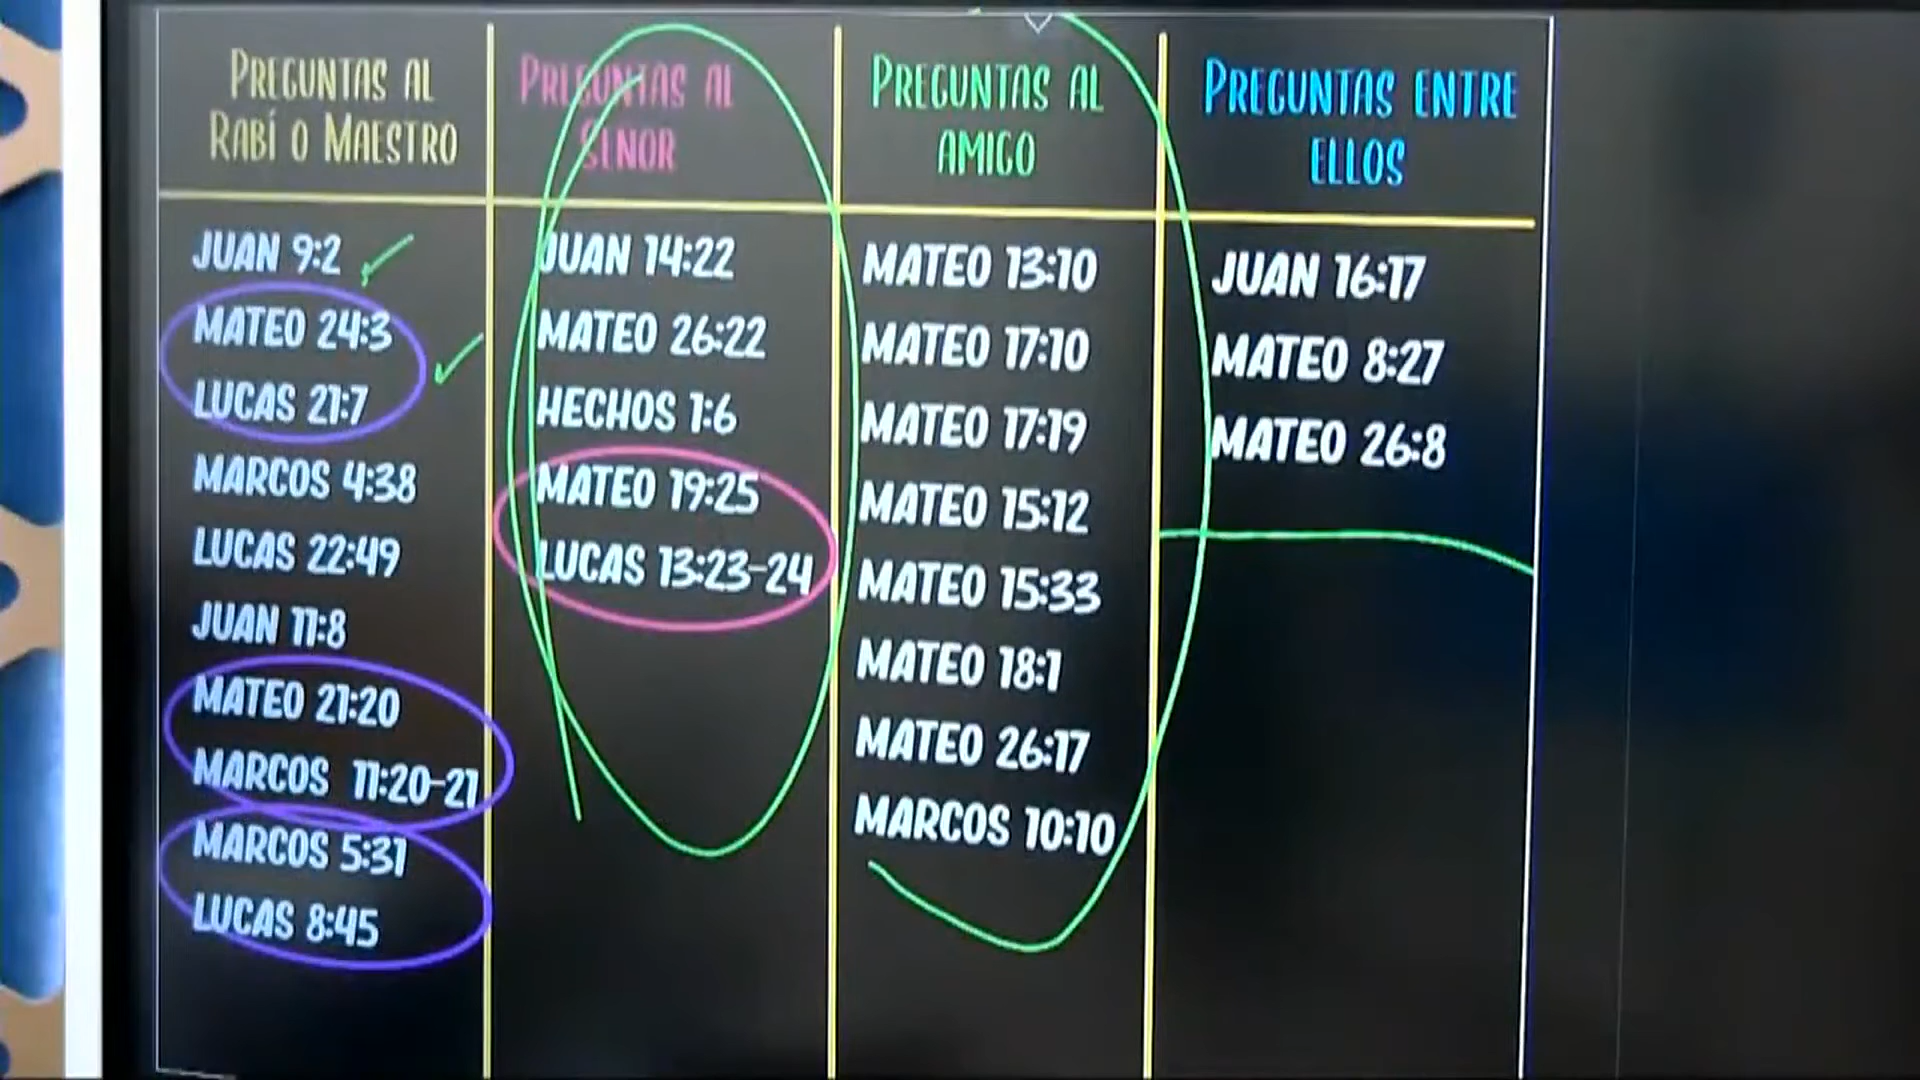 PREGUNTAS AL
RABÍ O MAESTRO
JUAN 9:2
MATEO 24:3
LUCAS 21:7
MARCOS 4:38
LUCAS 22:49
JUAN 11:8
MATEO 21:20
MARCOS 11:20-21
MARCOS 5:31
LUCAS 8:45
PREGUNTAS AL
SEÑOR
JUAN 14:22
MATEO 26:22
HECHOS 1:6
MATEO 19:25
LUCAS 13:23-24
PREGUNTAS AL
AMIGO
MATEO 13:10
MATEO 17:10
MATEO 17:19
MATEO 15:12
MATEO 15:33
MATEO 18:1
MATEO 26:17
MARCOS 10:10
PREGUNTAS ENTRE
ELLOS
JUAN 16:17
MATEO 8:27
MATEO 26:8